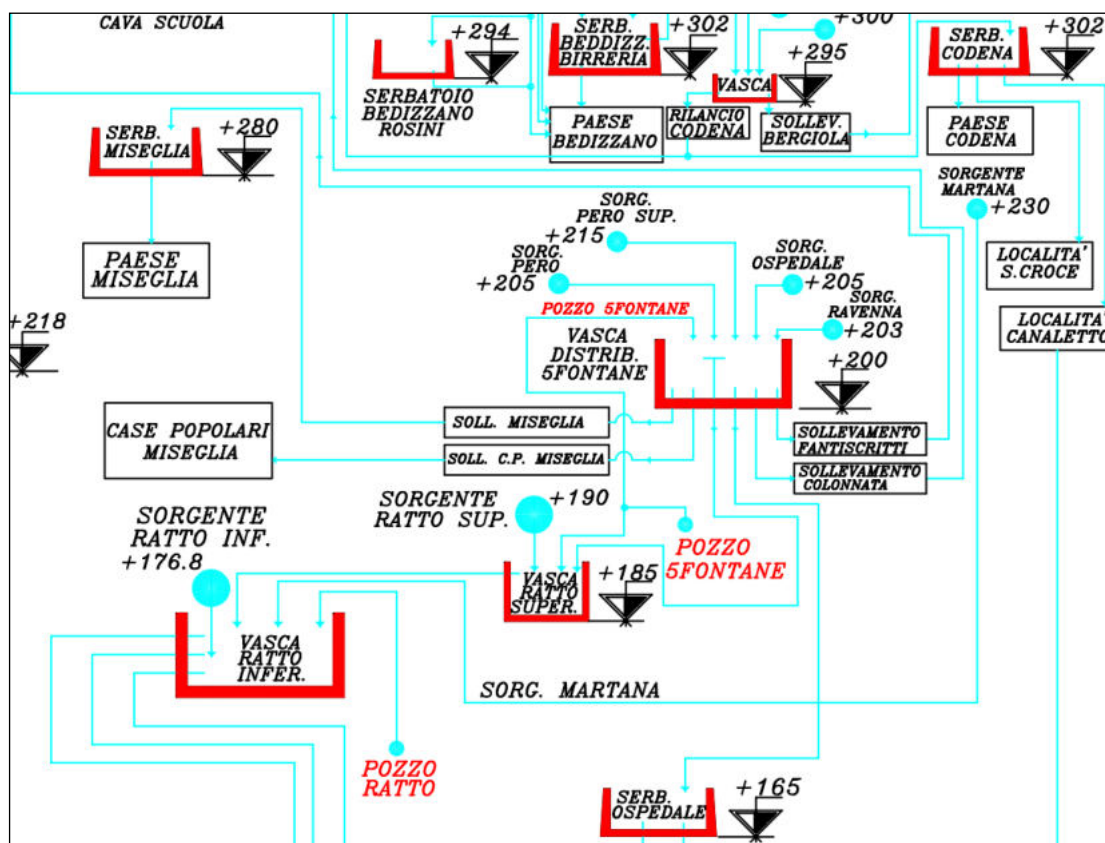 CAVA SCUOLA
+294
SERBATOIO
BEDIZZANO
ROSINI
SERB.
BEDDIZZ.
BIRRERIA
+302
PAESE
BEDIZZANO
+300
+295
VASCA
RILANCIO
CODENA
SOLLEV.
BERGIOLA
SERB.
CODENA
+302
PAESE
CODENA
SERB.
MISEGLIA
+280
PAESE
MISEGLIA
SORGENTE
MARTANA
+230
LOCALITA'
S.CROCE
LOCALITA'
CANALETTO
SORG.
PERO SUP.
+215
SORG.
PERO
+205
SORG.
OSPEDALE
+205
SORG.
RAVENNA
+203
+218
POZZO 5FONTANE
VASCA
DISTRIB.
5FONTANE
+200
CASE POPOLARI
MISEGLIA
SOLL. MISEGLIA
SOLL. C.P. MISEGLIA
SOLLEVAMENTO
FANTISCRITTI
SOLLEVAMENTO
COLONNATA
SORGENTE
RATTO SUP.
+190
SORGENTE
RATTO INF.
+176.8
POZZO
5FONTANE
VASCA
RATTO
SUPER.
+185
VASCA
RATTO
INFER.
SORG. MARTANA
POZZO
RATTO
SERB.
OSPEDALE
+165